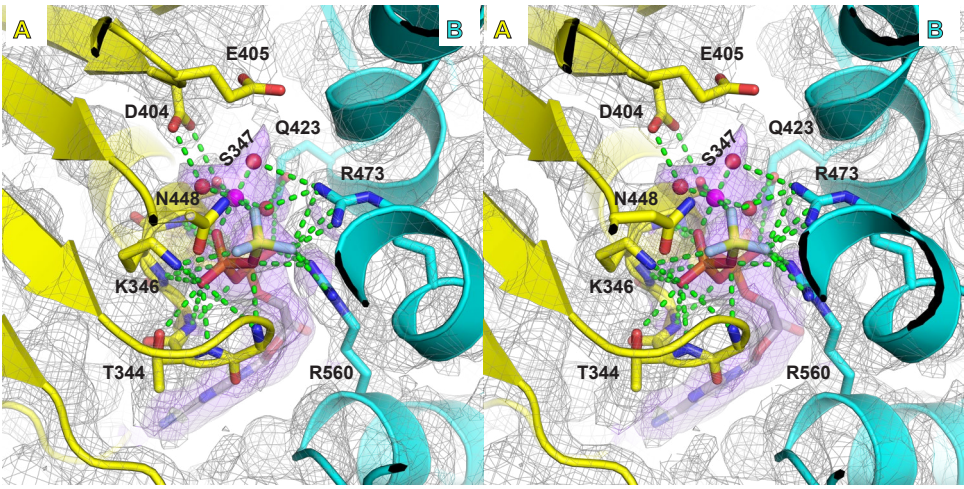 A B A B
E405 E405
D404 D404
Q423 Q423
S347 S347
R473 R473
N448 N448
K346 K346
T344 R560 T344 R560